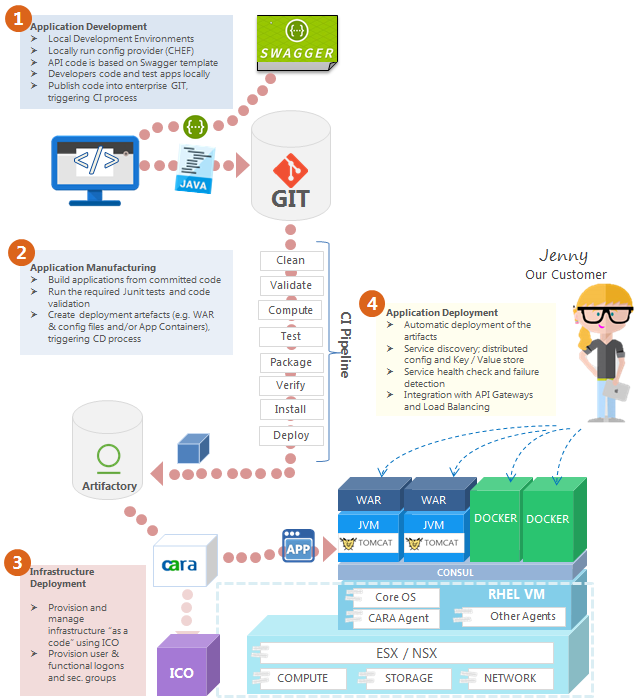 1
Application Development
Local Development Environments
Locally run config provider (CHEF)
API code is based on Swagger template
Developers code and test apps locally
Publish code into enterprise GIT,
triggering CI process
{···}
SWAGGER
</>
{···}
JAVA
GIT
2
Application Manufacturing
Build applications from committed code
Run the required Junit tests and code
validation
Create deployment artefacts (e.g. WAR
& config files and/or App Containers),
triggering CD process
Clean
Validate
Compute
Test
Package
Verify
Install
Deploy
CI Pipeline
Jenny
Our Customer
4
Application Deployment
Automatic deployment of the
artifacts
Service discovery; distributed
config and Key / Value store
Service health check and failure
detection
Integration with API Gateways
and Load Balancing
Artifactory
3
Infrastructure
Deployment
Provision and
manage
infrastructure "as a
code" using ICO
Provision user &
functional logons
and sec. groups
cara
ICO
APP
WAR
WAR
JVM
JVM
TOMCAT
TOMCAT
DOCKER
DOCKER
CONSUL
Core OS
RHEL VM
CARA Agent
Other Agents
ESX / NSX
COMPUTE
STORAGE
NETWORK